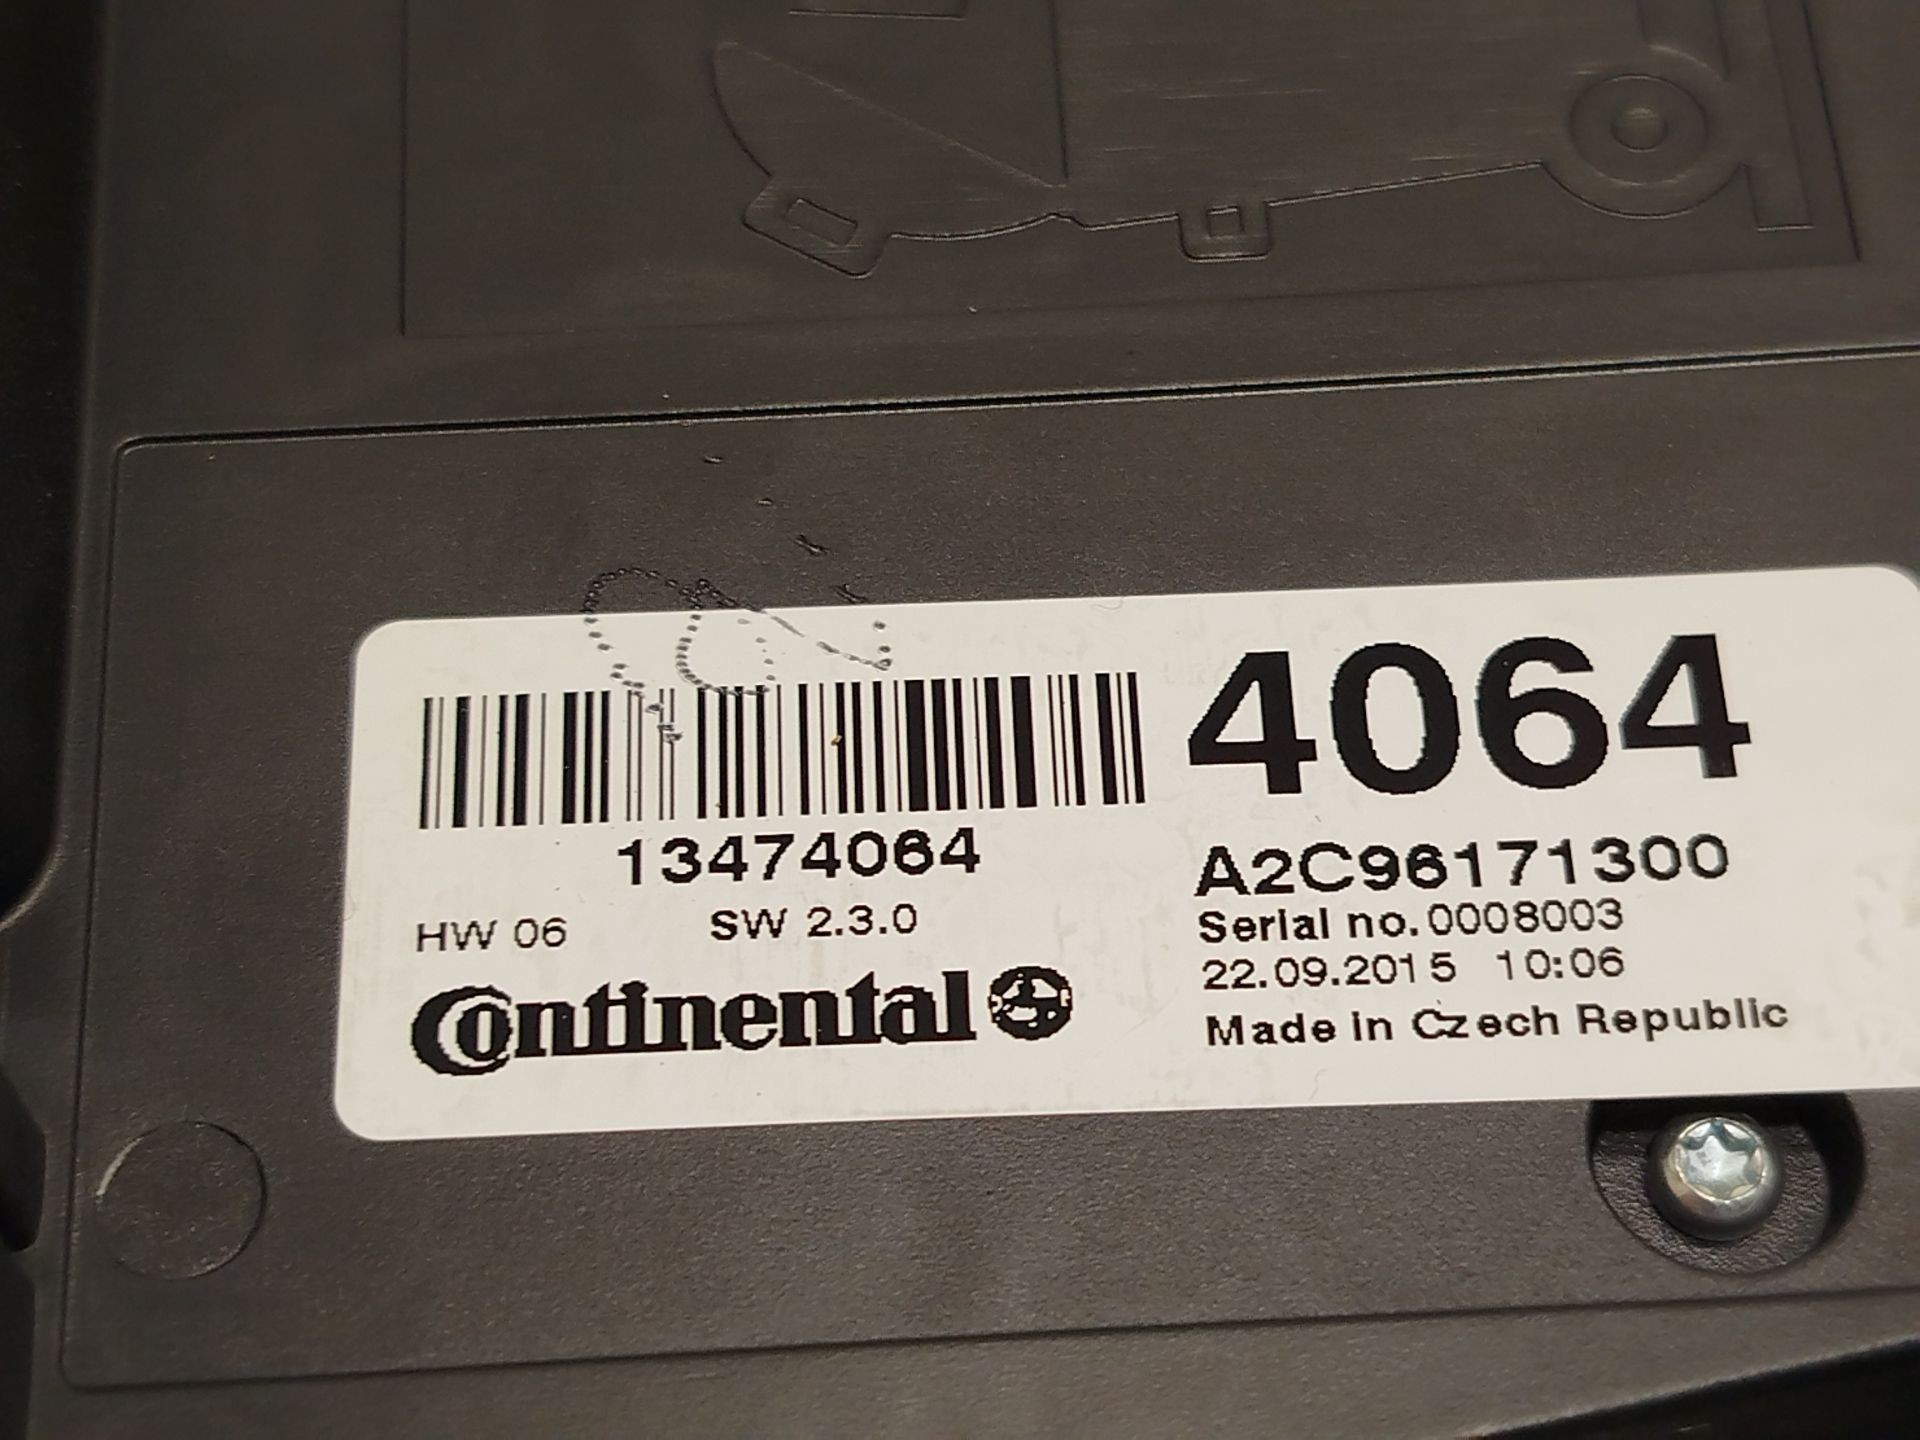 4064
13474064
A2C96171300
HW 06 SW 2.3.0
Serial no.0008003
22.09.2015 10:06
Continental
Made in Czech Republic